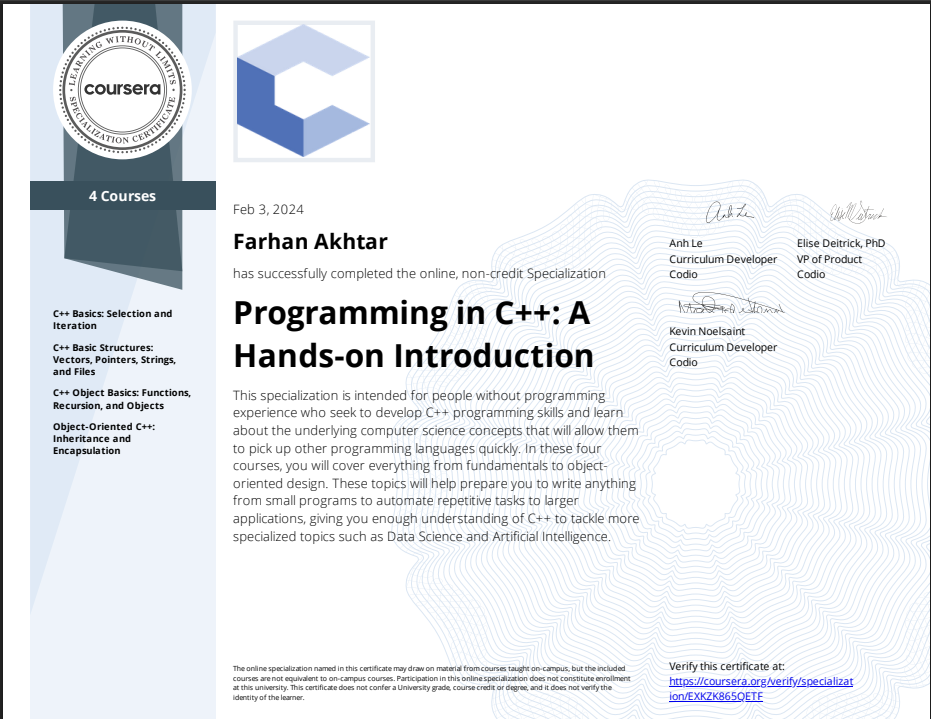 LEARNING WITHOUT LIMITS
coursera
SPECIALIZATION CERTIFICATE
4 Courses
C++ Basics: Selection and
Iteration
C++ Basic Structures:
Vectors, Pointers, Strings,
and Files
C++ Object Basics: Functions,
Recursion, and Objects
Object-Oriented C++:
Inheritance and
Encapsulation
Feb 3, 2024
Farhan Akhtar
has successfully completed the online, non-credit Specialization
Programming in C++: A
Hands-on Introduction
This specialization is intended for people without programming
experience who seek to develop C++ programming skills and learn
about the underlying computer science concepts that will allow them
to pick up other programming languages quickly. In these four
courses, you will cover everything from fundamentals to object-
oriented design. These topics will help prepare you to write anything
from small programs to automate repetitive tasks to larger
applications, giving you enough understanding of C++ to tackle more
specialized topics such as Data Science and Artificial Intelligence.
Anh Le
Anh Le
Curriculum Developer
Codio
Elise Deitrick, PhD
VP of Product
Codio
Kevin Noelsaint
Curriculum Developer
Codio
The online specialization named in this certificate may draw on material from courses taught on-campus, but the included
courses are not equivalent to on-campus courses. Participation in this online specialization does not constitute enrollment
at this university. This certificate does not confer a University grade, course credit or degree, and it does not verify the
identity of the learner.
Verify this certificate at:
https://coursera.org/verify/specializat
ion/EXKZK865QETF